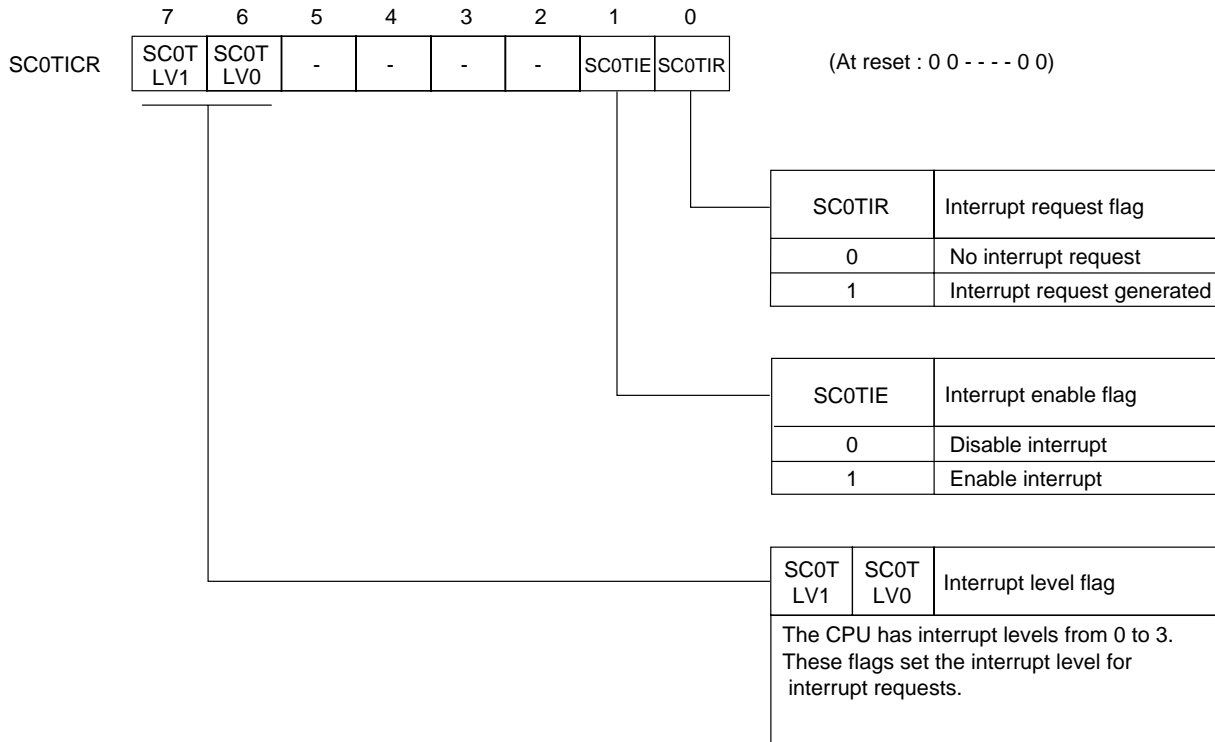 7 6 5 4 3 2 1 0
SC0TICR SC0T LV1 SC0T LV0 - - - - SC0TIE SC0TIR (At reset : 0 0 - - - - 0 0)
SC0TIR Interrupt request flag
0 No interrupt request
1 Interrupt request generated
SC0TIE Interrupt enable flag
0 Disable interrupt
1 Enable interrupt
SC0T LV1 SC0T LV0 Interrupt level flag
The CPU has interrupt levels from 0 to 3.
These flags set the interrupt level for
interrupt requests.